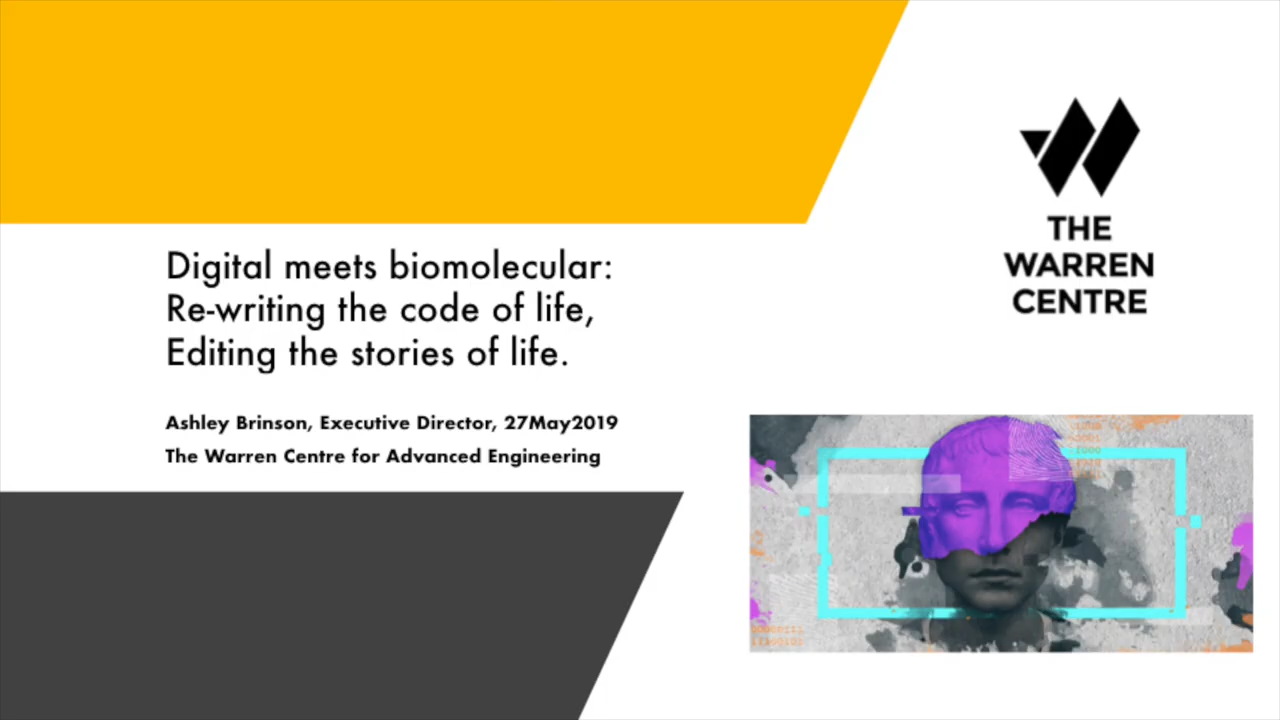 Digital meets biomolecular:
Re-writing the code of life,
Editing the stories of life.
Ashley Brinson, Executive Director, 27May2019
The Warren Centre for Advanced Engineering
THE
WARREN
CENTRE